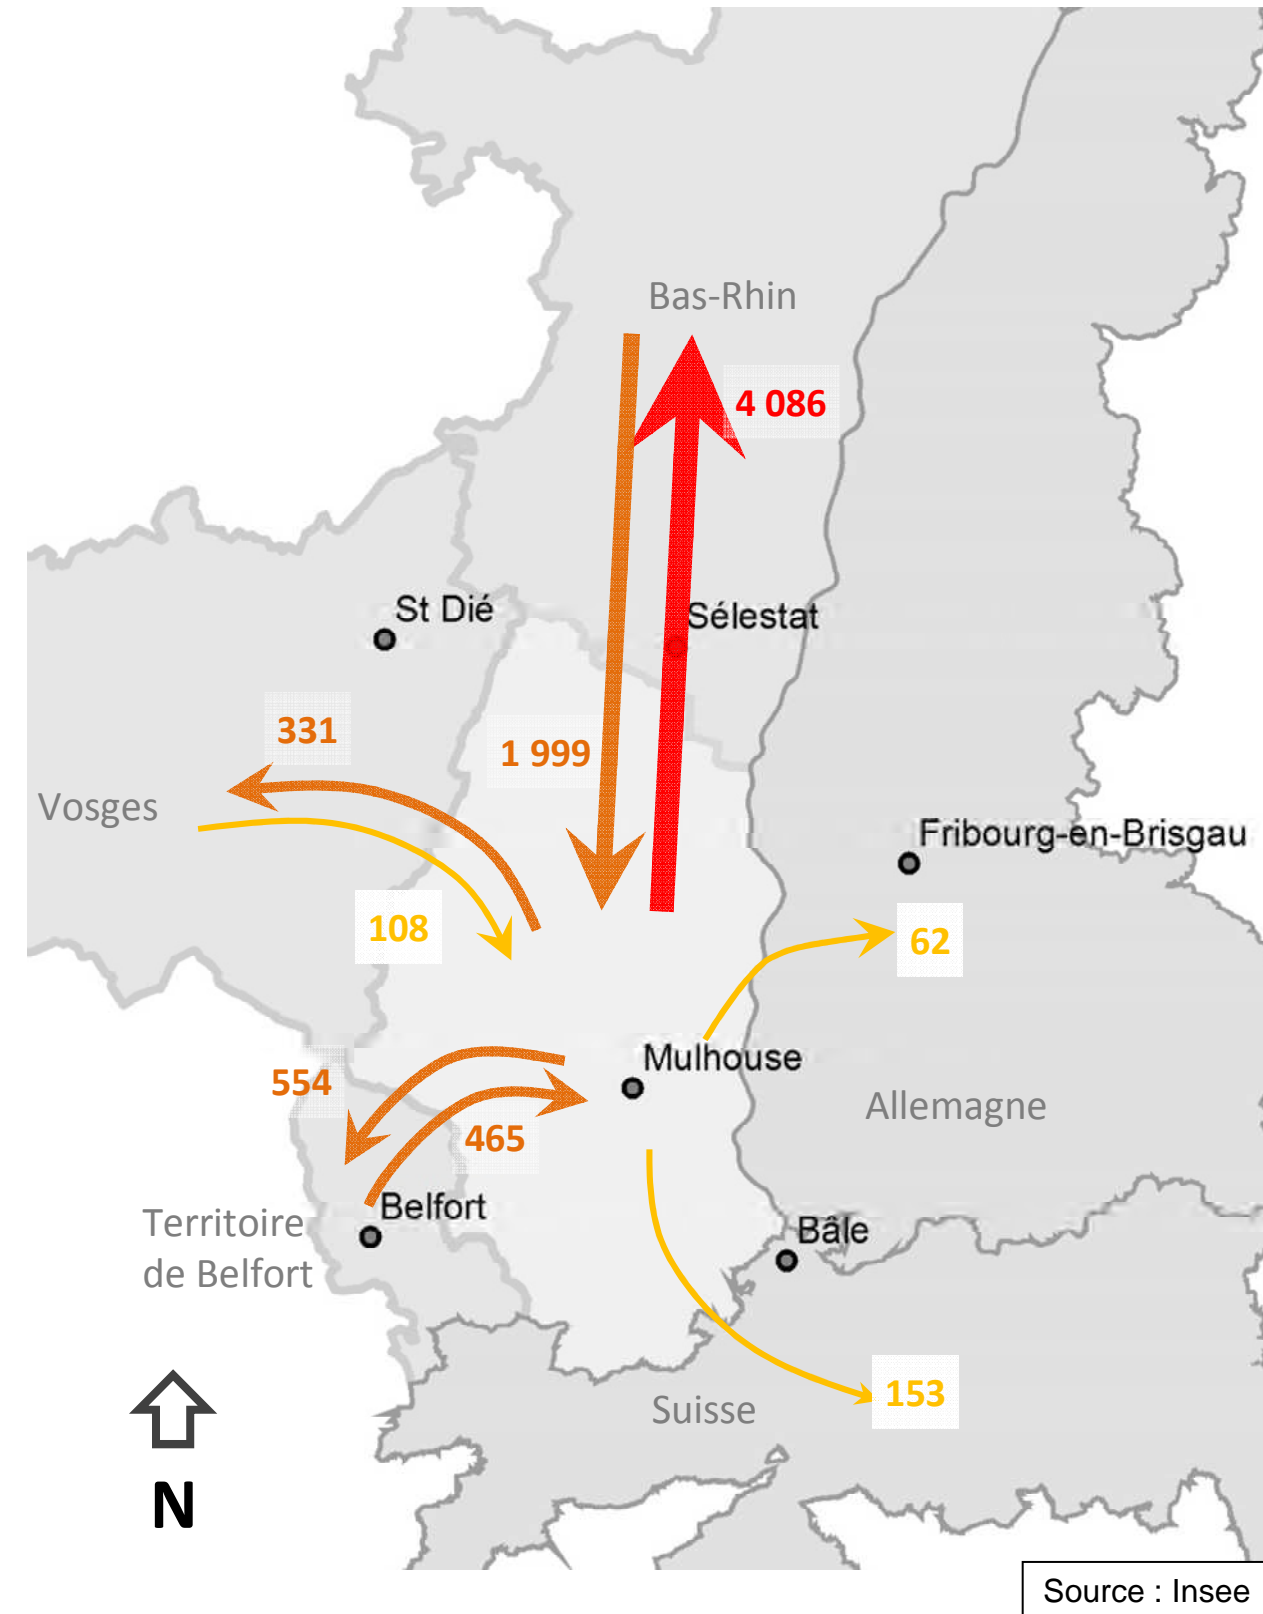 Bas-Rhin
4 086
St Dié
Sélestat
331
1 999
Vosges
Fribourg-en-Brisgau
108
62
Mulhouse
554
Allemagne
465
Belfort
Territoire
de Belfort
Bâle
153
Suisse
N
Source : Insee